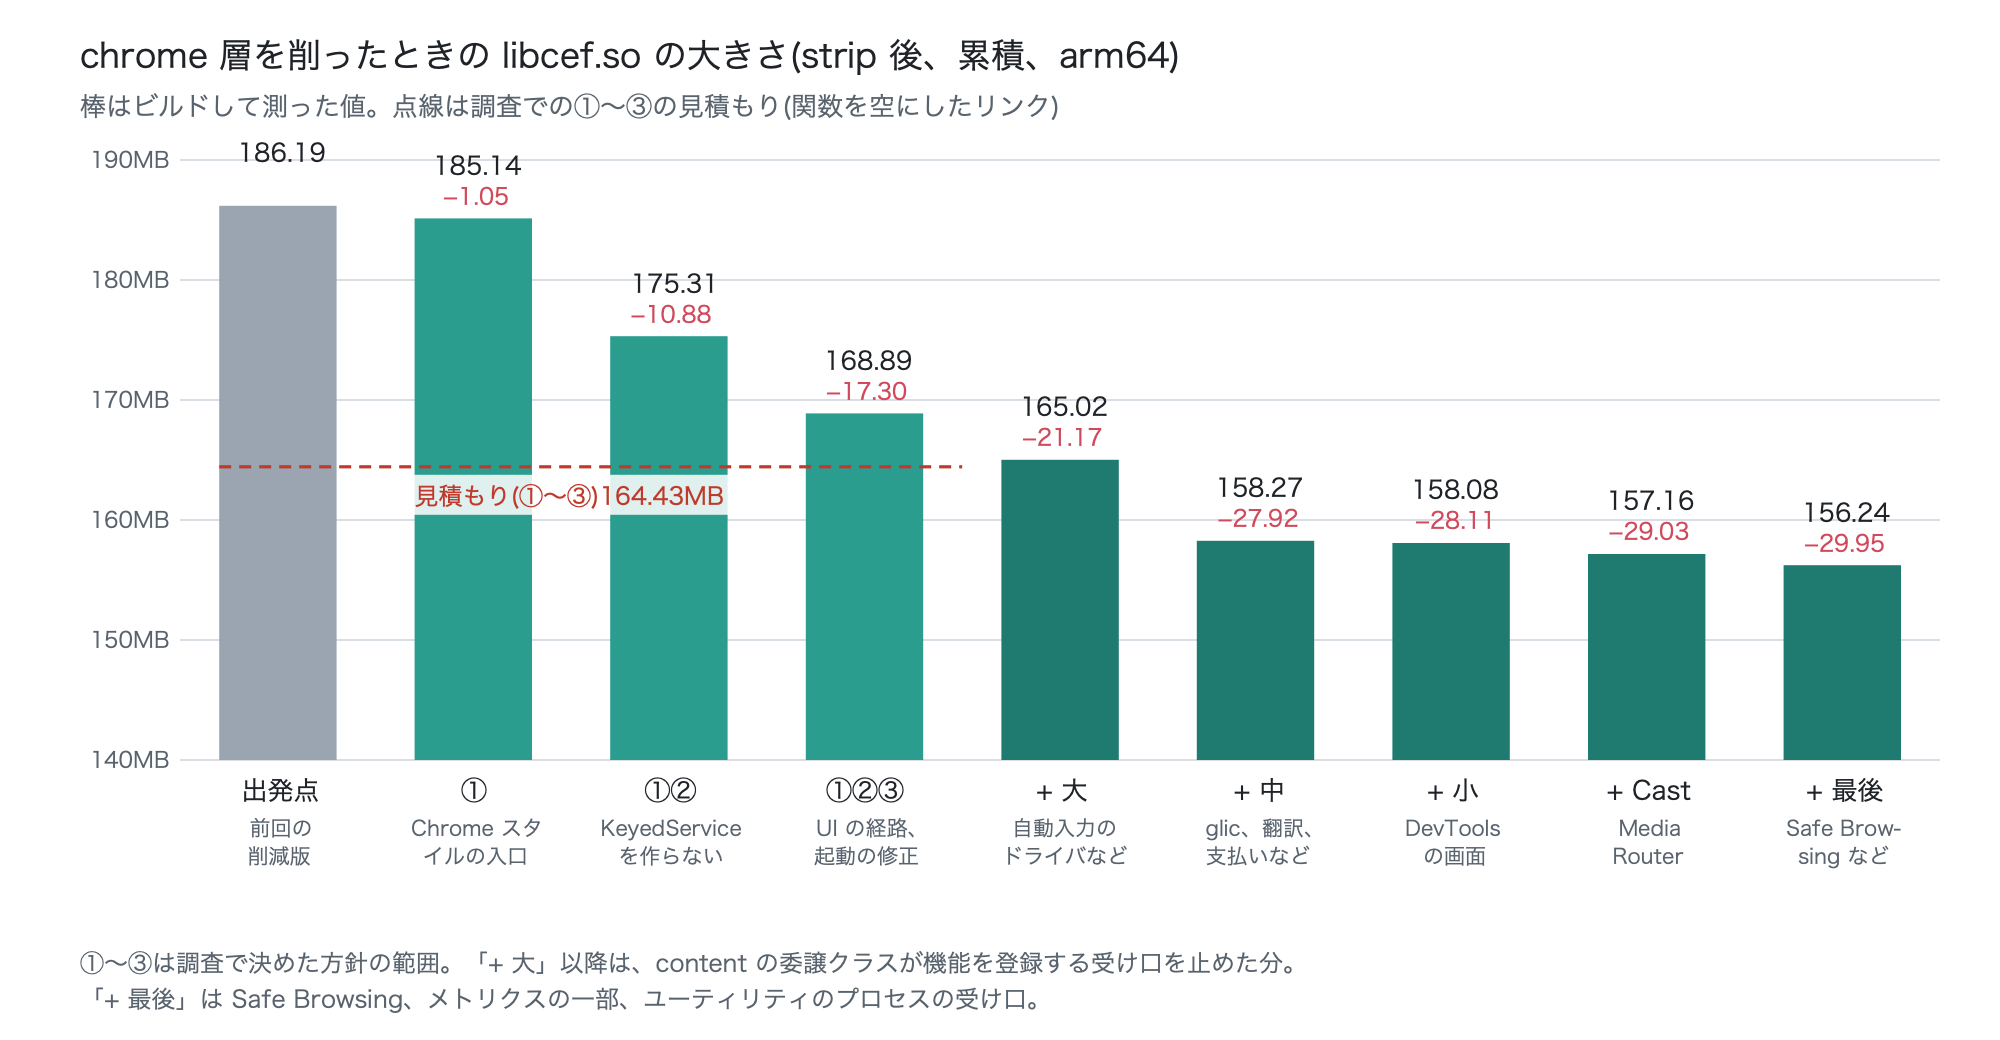 chrome 層を削ったときの libcef.so の大きさ(strip 後、累積、arm64)
棒はビルドして測った値。点線は調査での①〜③の見積もり(関数を空にしたリンク)
190MB
180MB
170MB
160MB
150MB
140MB
186.19
185.14
−1.05
175.31
−10.88
168.89
−17.30
165.02
−21.17
158.27
−27.92
158.08
−28.11
157.16
−29.03
156.24
−29.95
見積もり(①〜③)164.43MB
出発点
前回の
削減版
①
Chrome スタ
イルの入口
①②
KeyedService
を作らない
①②③
UI の経路、
起動の修正
+ 大
自動入力の
ドライバなど
+ 中
glic、翻訳、
支払いなど
+ 小
DevTools
の画面
+ Cast
Media
Router
+ 最後
Safe Brow-
sing など
①〜③は調査で決めた方針の範囲。「+ 大」以降は、content の委譲クラスが機能を登録する受け口を止めた分。
「+ 最後」は Safe Browsing、メトリクスの一部、ユーティリティのプロセスの受け口。